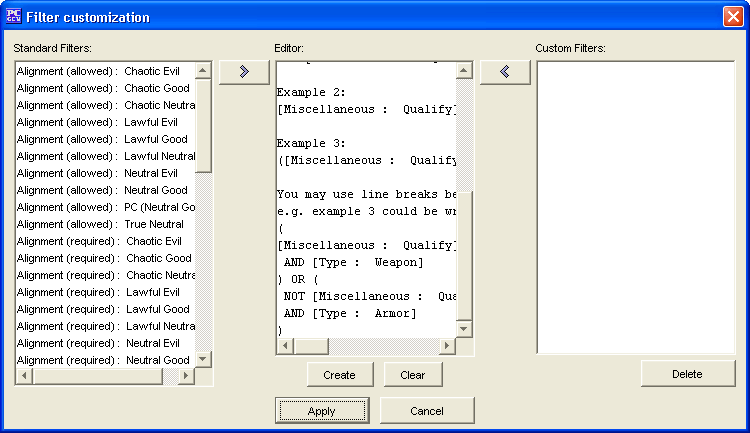 PC GEN Filter customization
Standard Filters:
Alignment (allowed) : Chaotic Evil
Alignment (allowed) : Chaotic Good
Alignment (allowed) : Chaotic Neutra
Alignment (allowed) : Lawful Evil
Alignment (allowed) : Lawful Good
Alignment (allowed) : Lawful Neutral
Alignment (allowed) : Neutral Evil
Alignment (allowed) : Neutral Good
Alignment (allowed) : PC (Neutral Go
Alignment (allowed) : True Neutral
Alignment (required) : Chaotic Evil
Alignment (required) : Chaotic Good
Alignment (required) : Chaotic Neutra
Alignment (required) : Lawful Evil
Alignment (required) : Lawful Good
Alignment (required) : Lawful Neutra
Alignment (required) : Neutral Evil
Alignment (required) : Neutral Good
Editor:
Example 2:
[Miscellaneous : Qualify]
Example 3:
([Miscellaneous : Qualify
You may use line breaks be
e.g. example 3 could be wr
(
[Miscellaneous : Qualify]
AND [Type : Weapon]
) OR (
NOT [Miscellaneous : Qua
AND [Type : Armor]
)
Create
Clear
Apply
Cancel
Custom Filters:
Delete